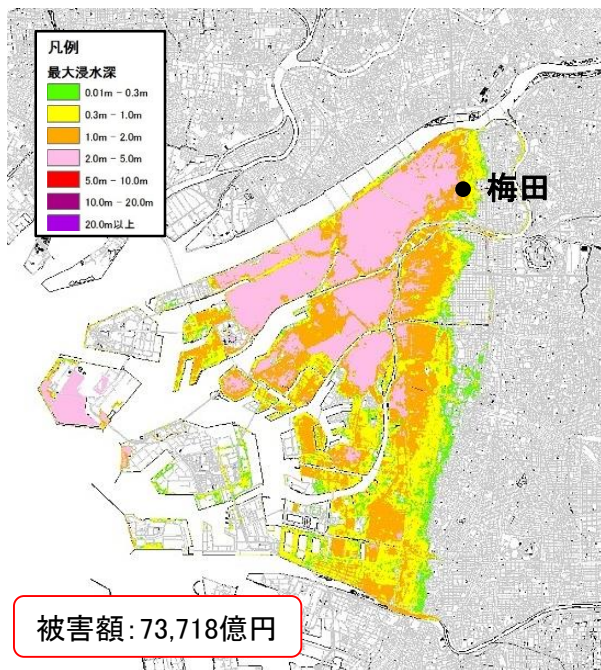 凡例
最大浸水深
0.01m - 0.3m
0.3m - 1.0m
1.0m - 2.0m
2.0m - 5.0m
5.0m - 10.0m
10.0m - 20.0m
20.0m以上
梅田
被害額:73,718億円